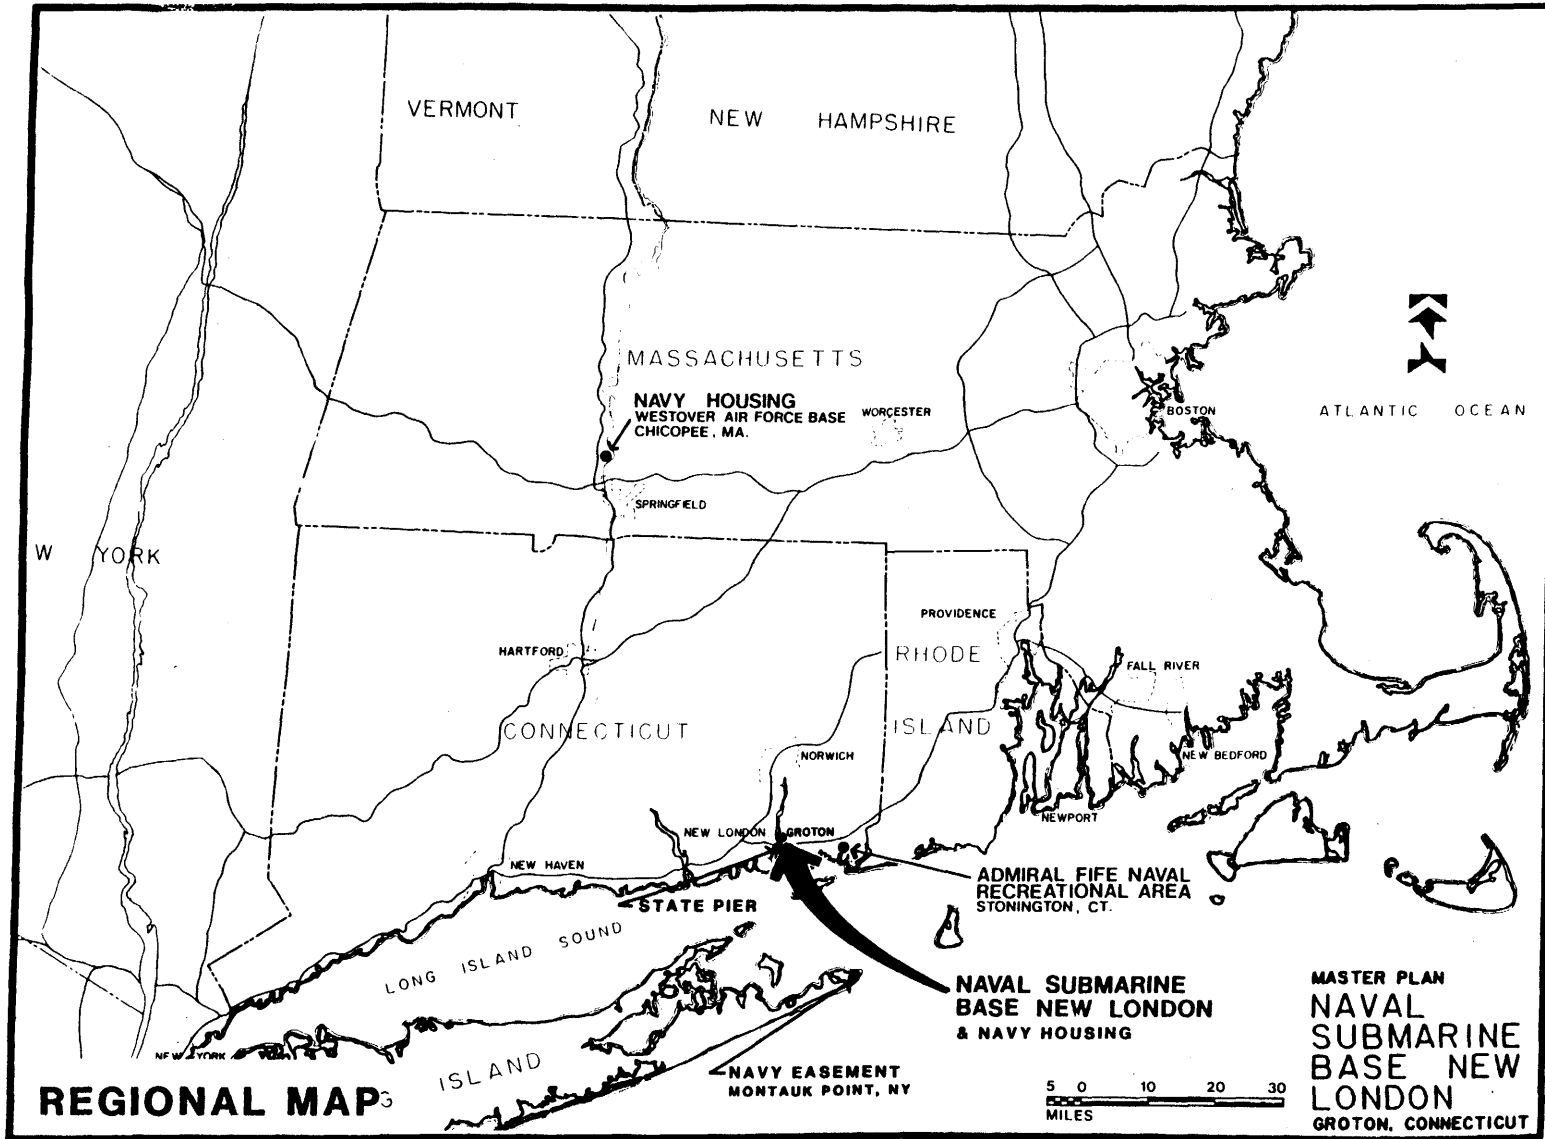 VERMONT
NEW HAMPSHIRE
MASSACHUSETTS
NAVY HOUSING
WESTOVER AIR FORCE BASE
CHICOPEE, MA.
WORCESTER
BOSTON
ATLANTIC OCEAN
SPRINGFIELD
W YORK
PROVIDENCE
HARTFORD
RHODE
ISLAND
FALL RIVER
CONNECTICUT
NORWICH
NEW BEDFORD
NEWPORT
NEW LONDON
GROTON
NEW HAVEN
ADMIRAL FIFE NAVAL
RECREATIONAL AREA
STONINGTON, CT.
STATE PIER
LONG ISLAND SOUND
NAVAL SUBMARINE
BASE NEW LONDON
& NAVY HOUSING
NEW YORK
ISLAND
NAVY EASEMENT
MONTAUK POINT, NY
REGIONAL MAP
G
5 0 10 20 30
MILES
MASTER PLAN
NAVAL
SUBMARINE
BASE NEW
LONDON
GROTON, CONNECTICUT